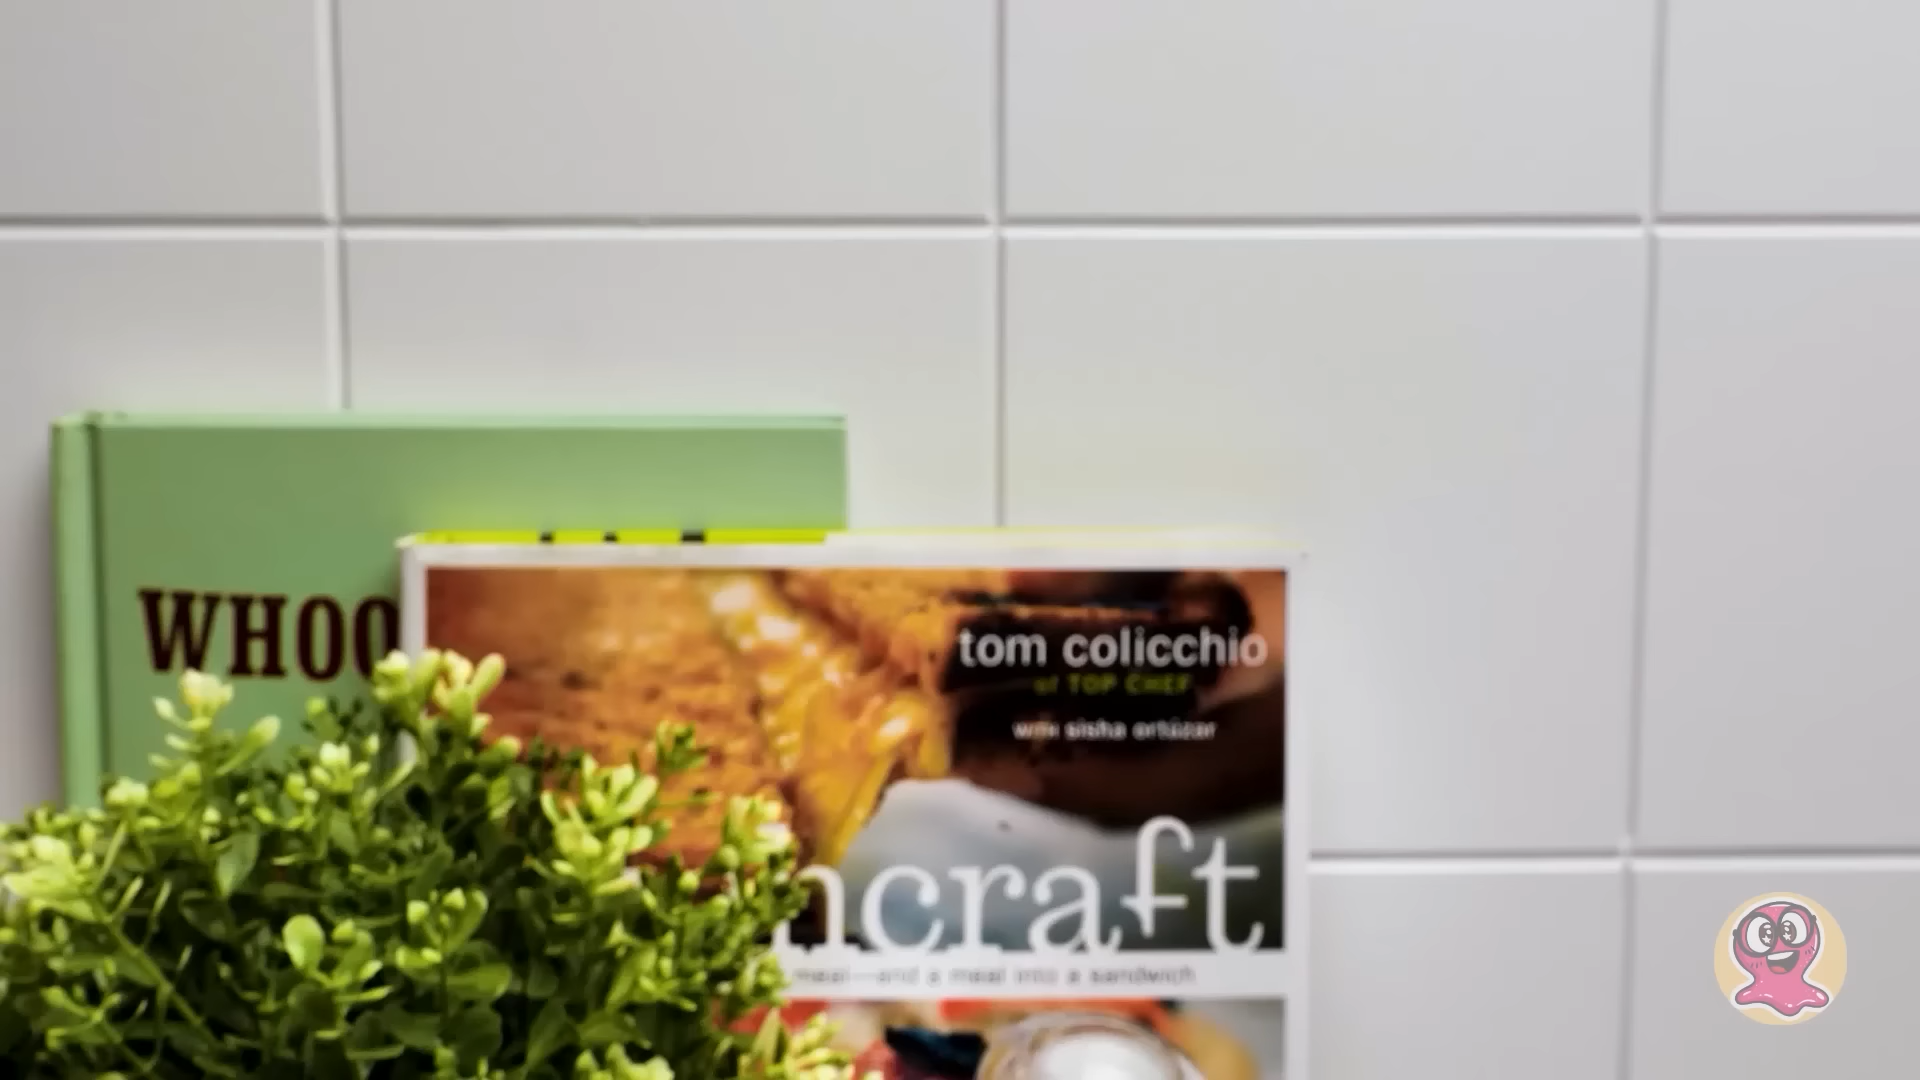 WHOO
tom colicchio
of TOP CHEF
with sisha ortúzar
ncraft
meal—and a meal into a sandwich